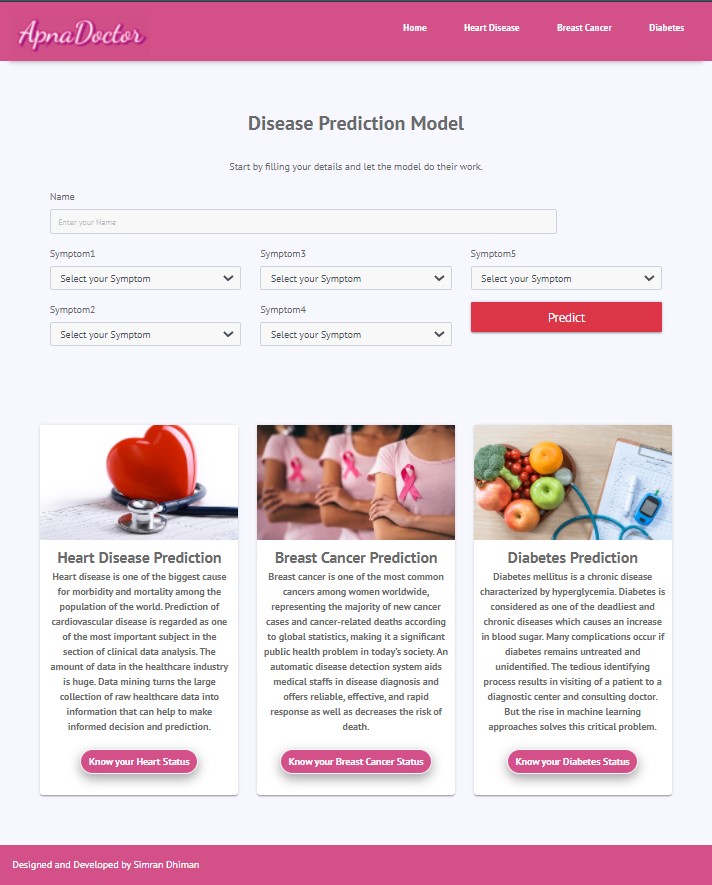 ApnaDoctor
Home Heart Disease Breast Cancer Diabetes
Disease Prediction Model
Start by filling your details and let the model do their work.
Name
Enter your Name
Symptom1 Symptom3 Symptom5
Select your Symptom Select your Symptom Select your Symptom
Symptom2 Symptom4
Select your Symptom Select your Symptom Predict
Heart Disease Prediction
Heart disease is one of the biggest cause
for morbidity and mortality among the
population of the world. Prediction of
cardiovascular disease is regarded as one
of the most important subject in the
section of clinical data analysis. The
amount of data in the healthcare industry
is huge. Data mining turns the large
collection of raw healthcare data into
information that can help to make
informed decision and prediction.
Know your Heart Status
Breast Cancer Prediction
Breast cancer is one of the most common
cancers among women worldwide,
representing the majority of new cancer
cases and cancer-related deaths according
to global statistics, making it a significant
public health problem in today's society. An
automatic disease detection system aids
medical staffs in disease diagnosis and
offers reliable, effective, and rapid
response as well as decreases the risk of
death.
Know your Breast Cancer Status
Diabetes Prediction
Diabetes mellitus is a chronic disease
characterized by hyperglycemia. Diabetes is
considered as one of the deadliest and
chronic diseases which causes an increase
in blood sugar. Many complications occur if
diabetes remains untreated and
unidentified. The tedious identifying
process results in visiting of a patient to a
diagnostic center and consulting doctor.
But the rise in machine learning
approaches solves this critical problem.
Know your Diabetes Status
Designed and Developed by Simran Dhiman